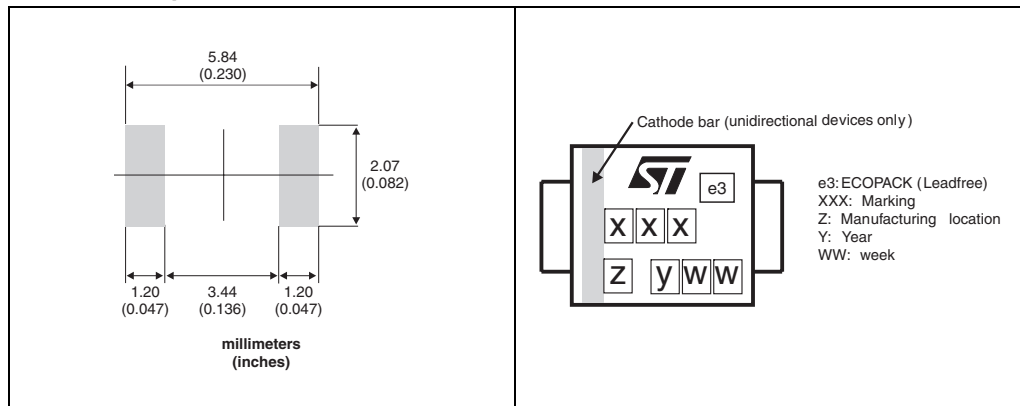 5.84
(0.230)
2.07
(0.082)
1.20
(0.047)
3.44
(0.136)
1.20
(0.047)
millimeters
(inches)
Cathode bar (unidirectional devices only)
ST
e3
x x x
z y w w
e3: ECOPACK (Leadfree)
XXX: Marking
Z: Manufacturing location
Y: Year
WW: week